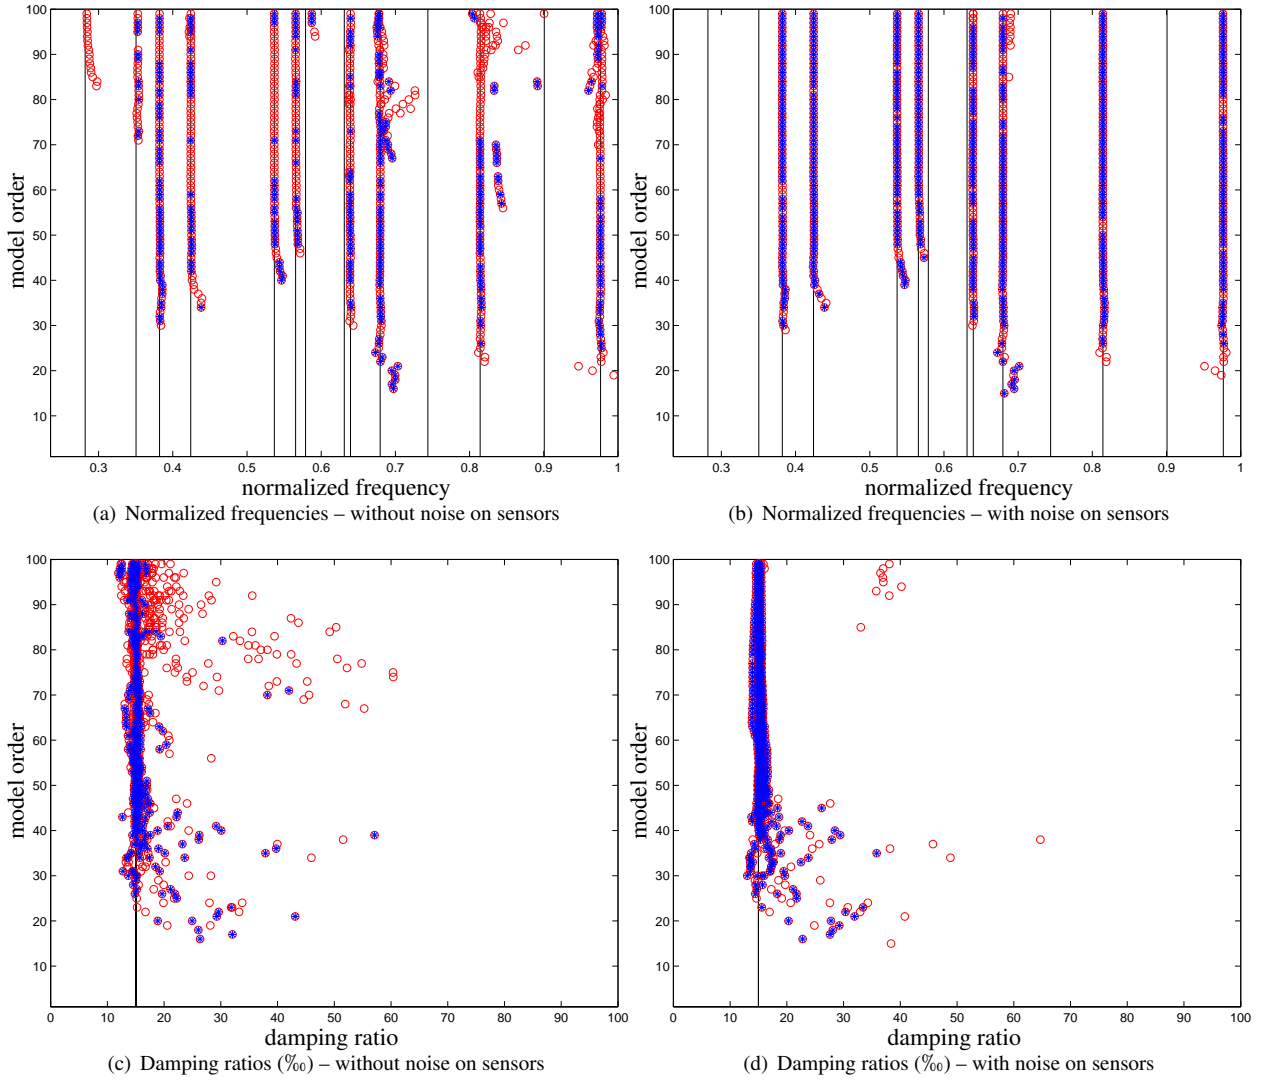 100
90
80
70
60
50
40
30
20
10
model order
0.3 0.4 0.5 0.6 0.7 0.8 0.9 1
normalized frequency
(a) Normalized frequencies – without noise on sensors
100
90
80
70
60
50
40
30
20
10
model order
0.3 0.4 0.5 0.6 0.7 0.8 0.9 1
normalized frequency
(b) Normalized frequencies – with noise on sensors
100
90
80
70
60
50
40
30
20
10
model order
0 10 20 30 40 50 60 70 80 90 100
damping ratio
(c) Damping ratios (‰) – without noise on sensors
100
90
80
70
60
50
40
30
20
10
model order
0 10 20 30 40 50 60 70 80 90 100
damping ratio
(d) Damping ratios (‰) – with noise on sensors